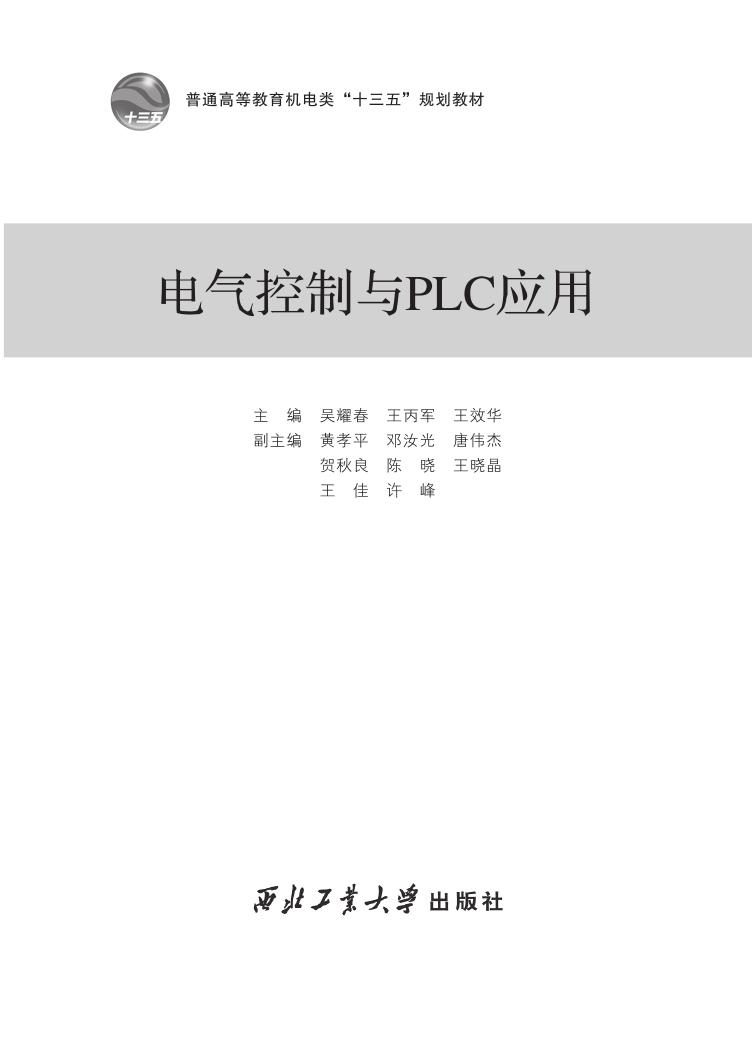 十三五
普通高等教育机电类“十三五”规划教材
电气控制与PLC应用
主　编　吴耀春　王丙军　王效华
副主编　黄孝平　邓汝光　唐伟杰
贺秋良　陈　晓　王晓晶
王　佳　许　峰
西北工业大学出版社